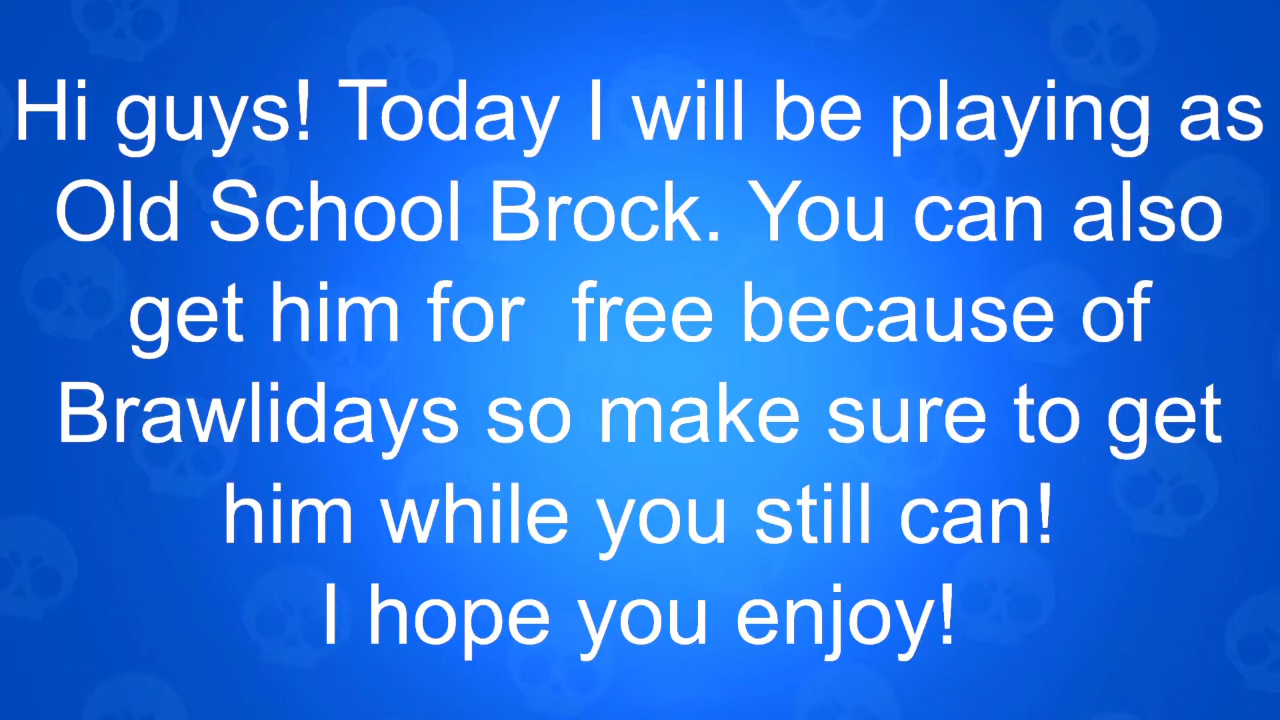 Hi guys! Today I will be playing as
Old School Brock. You can also
get him for  free because of
Brawlidays so make sure to get
him while you still can!
I hope you enjoy!